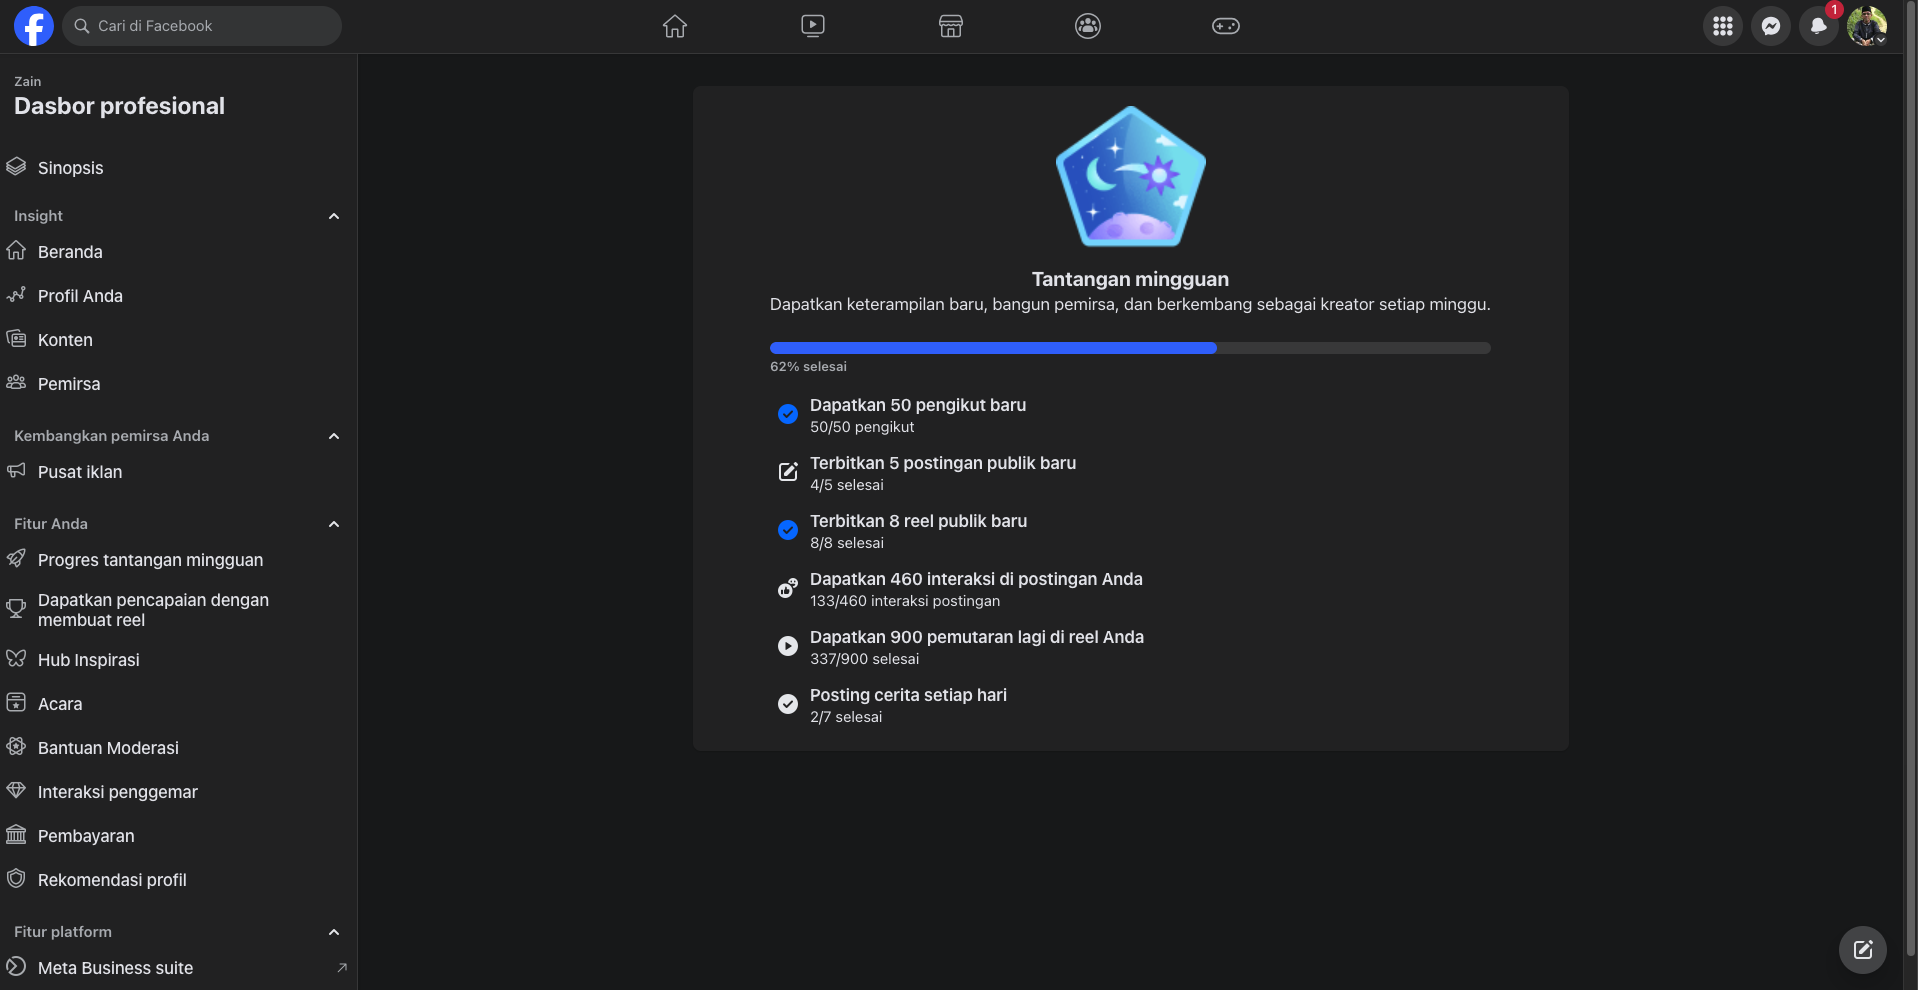 Cari di Facebook
1
Zain
Dasbor profesional
Sinopsis
Insight
Beranda
Profil Anda
Konten
Pemirsa
Kembangkan pemirsa Anda
Pusat iklan
Fitur Anda
Progres tantangan mingguan
Dapatkan pencapaian dengan
membuat reel
Hub Inspirasi
Acara
Bantuan Moderasi
Interaksi penggemar
Pembayaran
Rekomendasi profil
Fitur platform
Meta Business suite
Tantangan mingguan
Dapatkan keterampilan baru, bangun pemirsa, dan berkembang sebagai kreator setiap minggu.
62% selesai
Dapatkan 50 pengikut baru
50/50 pengikut
Terbitkan 5 postingan publik baru
4/5 selesai
Terbitkan 8 reel publik baru
8/8 selesai
Dapatkan 460 interaksi di postingan Anda
133/460 interaksi postingan
Dapatkan 900 pemutaran lagi di reel Anda
337/900 selesai
Posting cerita setiap hari
2/7 selesai